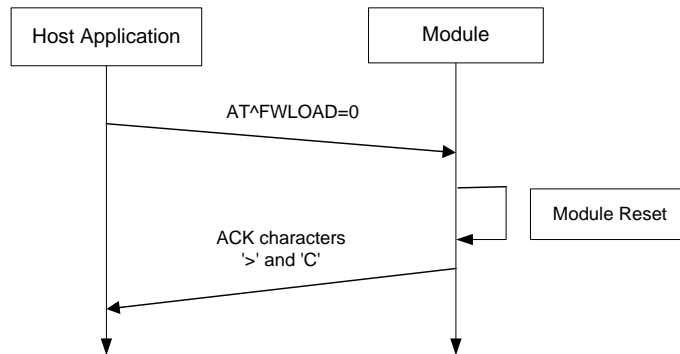 Host Application
Module
AT^FWLOAD=0
Module Reset
ACK characters
'>' and 'C'